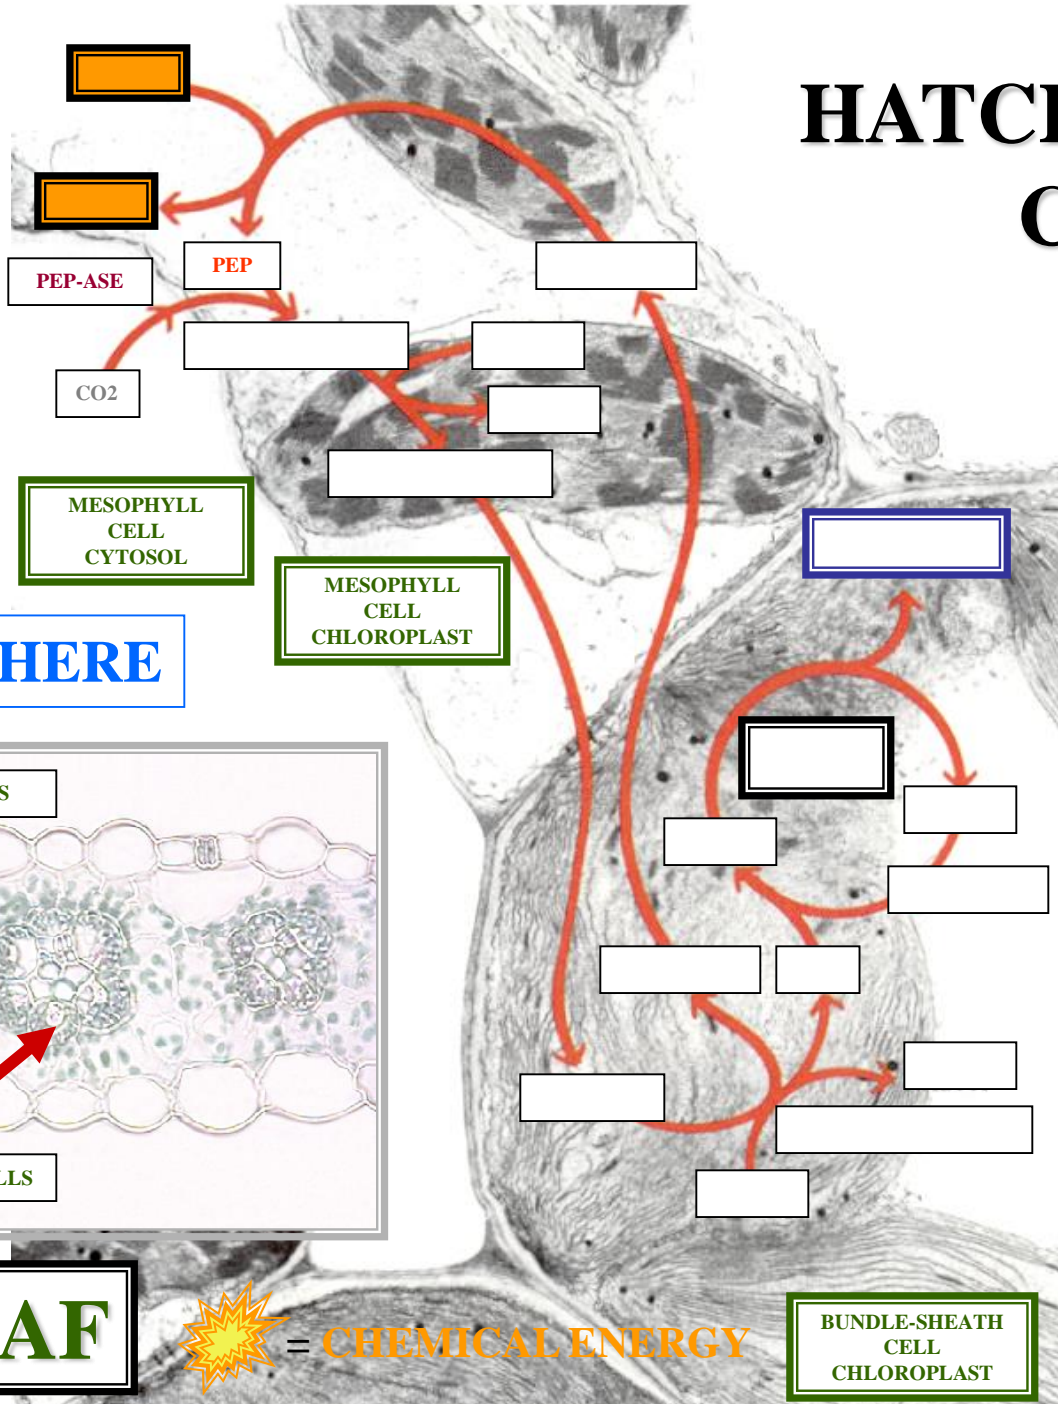 HATCH
C
PEP
PEP-ASE
CO2
MESOPHYLL
CELL
CYTOSOL
MESOPHYLL
CELL
CHLOROPLAST
HERE
S
LLS
AF
= CHEMICAL ENERGY
BUNDLE-SHEATH
CELL
CHLOROPLAST